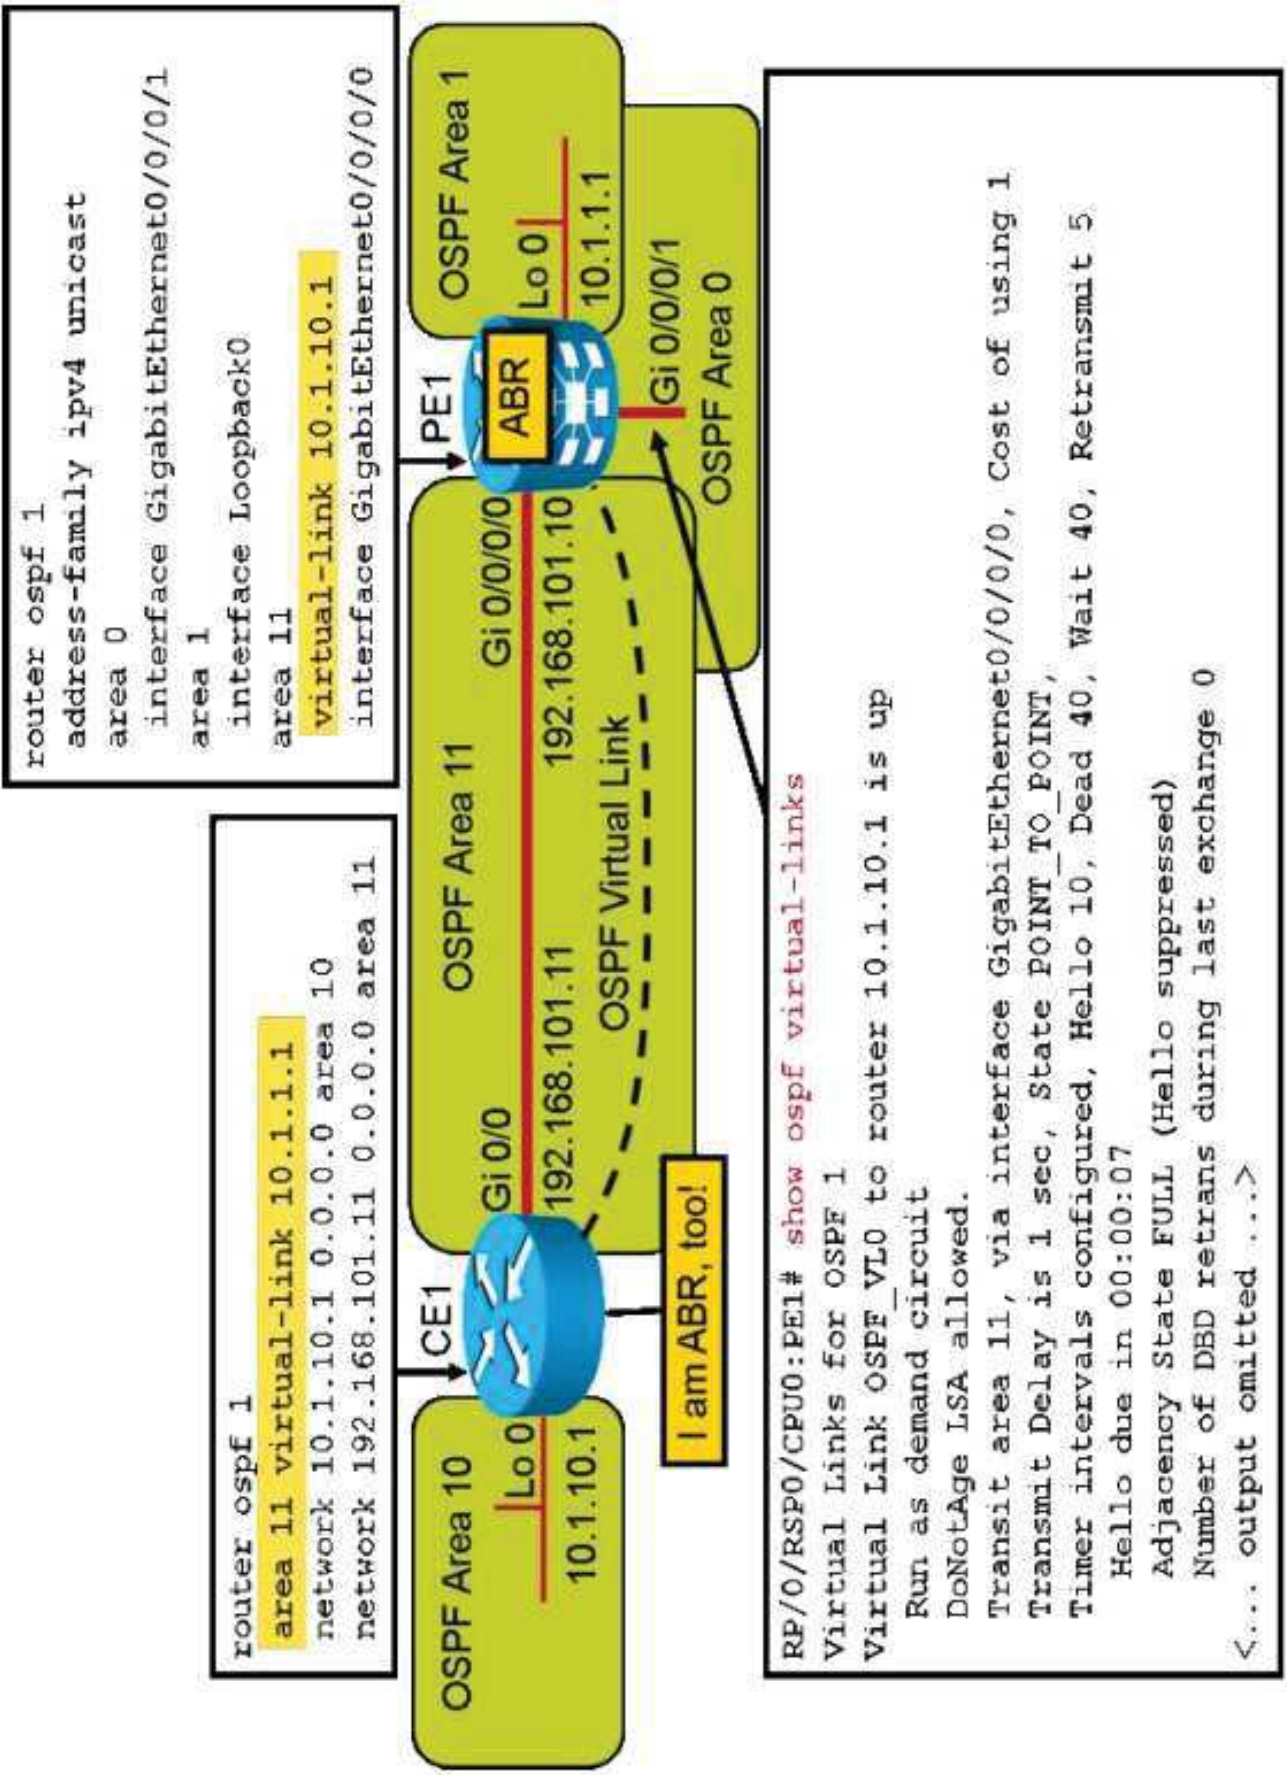 router ospf 1
area 11 virtual-link 10.1.1.1
network 10.1.10.1 0.0.0.0 area 10
network 192.168.101.11 0.0.0.0 area 11
router ospf 1
address-family ipv4 unicast
area 0
interface GigabitEthernet0/0/0/1
area 1
interface Loopback0
area 11
virtual-link 10.1.10.1
interface GigabitEthernet0/0/0/0
OSPF Area 10
Lo 0
10.1.10.1
CE1
I am ABR, too!
OSPF Area 11
Gi 0/0
192.168.101.11
Gi 0/0/0/0
192.168.101.10
OSPF Virtual Link
PE1
ABR
OSPF Area 1
Lo 0
10.1.1.1
Gi 0/0/0/1
OSPF Area 0
RP/0/RSP0/CPU0:PE1# show ospf virtual-links
Virtual Links for OSPF 1
Virtual Link OSPF_VL0 to router 10.1.10.1 is up
Run as demand circuit
DoNotAge LSA allowed.
Transit area 11, via interface GigabitEthernet0/0/0/0, Cost of using 1
Transmit Delay is 1 sec, State POINT_TO_POINT,
Timer intervals configured, Hello 10, Dead 40, Wait 40, Retransmit 5
Hello due in 00:00:07
Adjacency State FULL (Hello suppressed)
Number of DBD retrans during last exchange 0
<... output omitted ...>